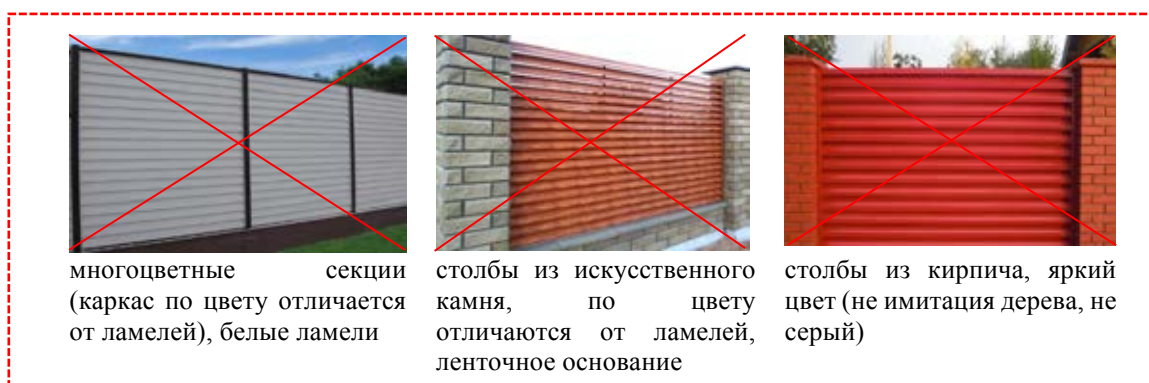 многоцветные секции
(каркас по цвету отличается
от ламелей), белые ламели
столбы из искусственного
камня, по цвету
отличаются от ламелей,
ленточное основание
столбы из кирпича, яркий
цвет (не имитация дерева, не
серый)